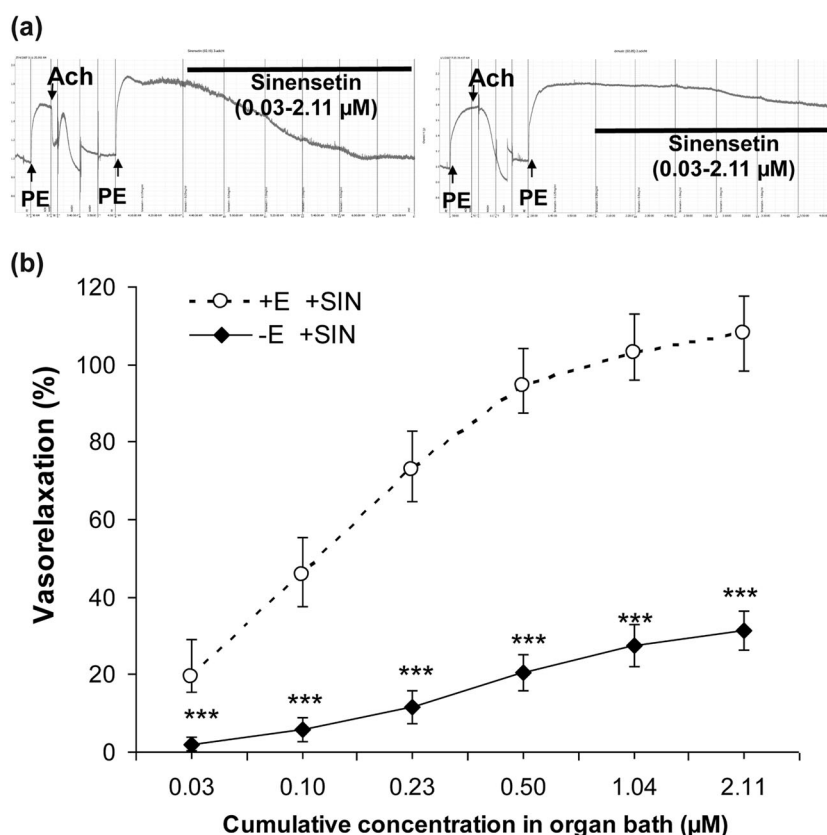 (a)
Ach
Sinensetin
(0.03-2.11 µM)
PE
PE
Ach
Sinensetin
(0.03-2.11 µM)
PE
PE
(b)
+E +SIN
-E +SIN
Vasorelaxation (%)
120
100
80
60
40
20
0
***
***
***
***
***
***
0.03 0.10 0.23 0.50 1.04 2.11
Cumulative concentration in organ bath (µM)